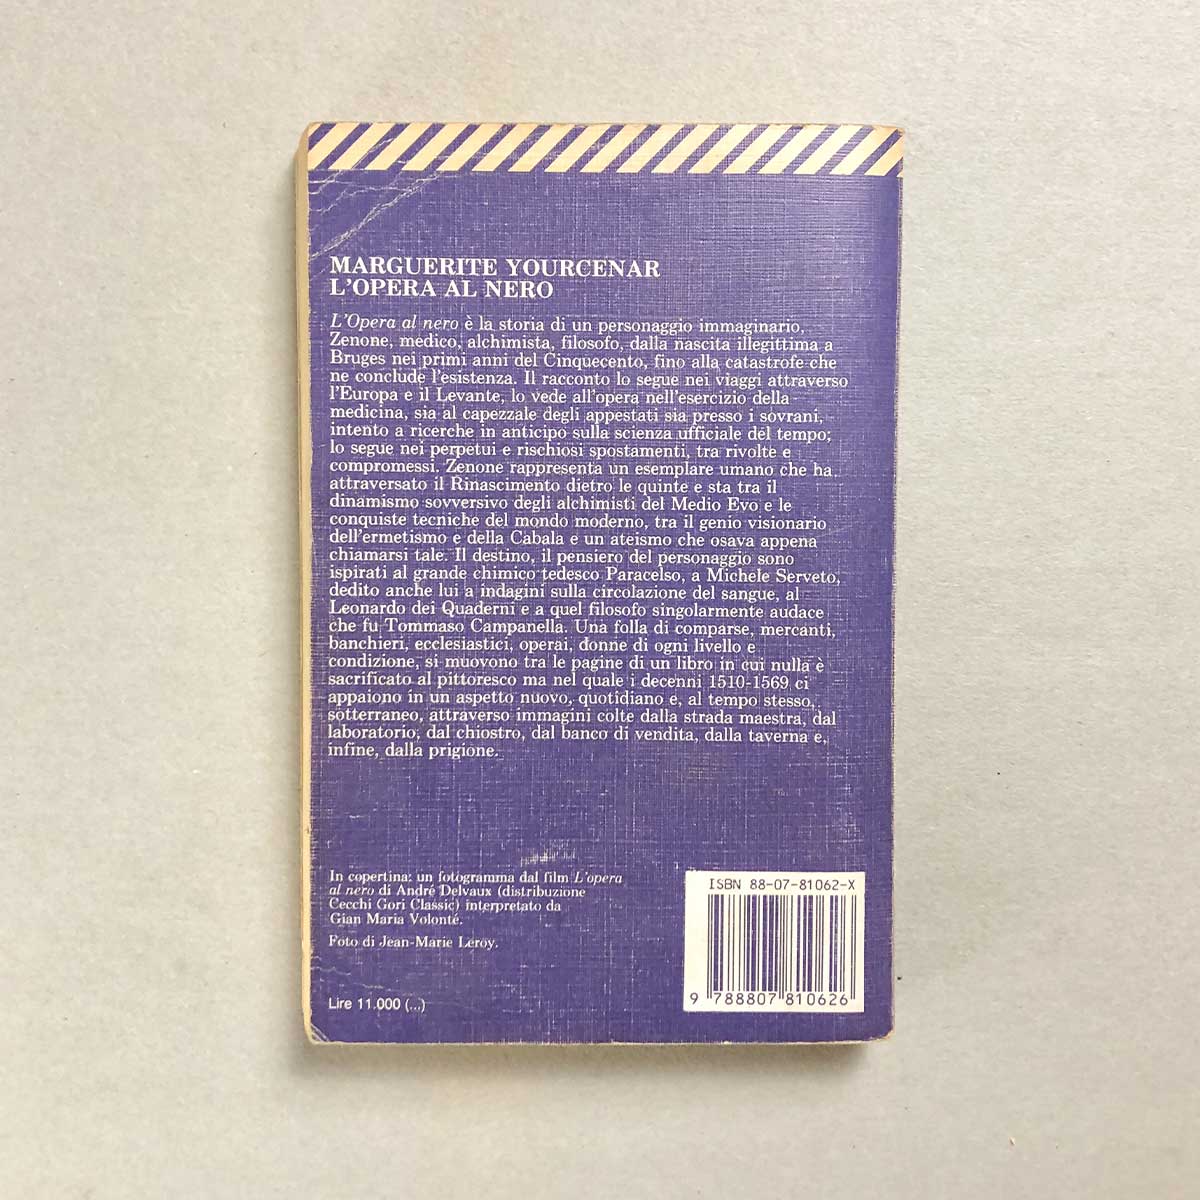 MARGUERITE YOURCENAR
L'OPERA AL NERO
L'Opera al nero è la storia di un personaggio immaginario,
Zenone, medico, alchimista, filosofo, dalla nascita illegittima a
Bruges nei primi anni del Cinquecento, fino alla catastrofe che
ne conclude l'esistenza. Il racconto lo segue nei viaggi attraverso
l'Europa e il Levante, lo vede all'opera nell'esercizio della
medicina, sia al capezzale degli appestati sia presso i sovrani,
intento a ricerche in anticipo sulla scienza ufficiale del tempo;
lo segue nei perpetui e rischiosi spostamenti, tra rivolte e
compromessi. Zenone rappresenta un esemplare umano che ha
attraversato il Rinascimento dietro le quinte e sta tra il
dinamismo sovversivo degli alchimisti del Medio Evo e le
conquiste tecniche del mondo moderno, tra il genio visionario
dell'ermetismo e della Cabala e un ateismo che osava appena
chiamarsi tale. Il destino, il pensiero del personaggio sono
ispirati al grande chimico tedesco Paracelso, a Michele Serveto,
dedito anche lui a indagini sulla circolazione del sangue, al
Leonardo dei Quaderni e a quel filosofo singolarmente audace
che fu Tommaso Campanella. Una folla di comparse, mercanti,
banchieri, ecclesiastici, operai, donne di ogni livello e
condizione, si muovono tra le pagine di un libro in cui nulla è
sacrificato al pittoresco ma nel quale i decenni 1510-1569 ci
appaiono in un aspetto nuovo, quotidiano e, al tempo stesso,
sotterraneo, attraverso immagini colte dalla strada maestra, dal
laboratorio, dal chiostro, dal banco di vendita, dalla taverna e,
infine, dalla prigione.
In copertina: un fotogramma dal film L'opera
al nero di André Delvaux (distribuzione
Cecchi Gori Classic) interpretato da
Gian Maria Volonté.
Foto di Jean-Marie Leroy.
Lire 11.000 (...)
ISBN 88-07-81062-X
9 788807 810626